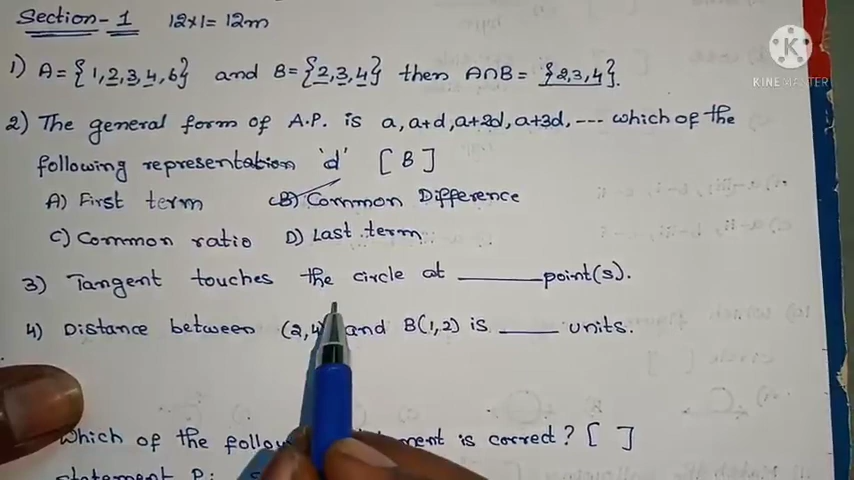 Section-1 12×1=12m
1) A={1,2,3,4,6} and B={2,3,4} then A∩B= {2,3,4}.
2) The general form of A.P. is a, a+d, a+2d, a+3d, --- which of the
following representation 'd' [B]
A) First term B) Common Difference
C) Common ratio D) Last term
3) Tangent touches the circle at ______ point(s).
4) Distance between (2,4) and B(1,2) is ____ units.
Which of the follo ment is correct? [ ]
statement P:
K
KINEMASTER